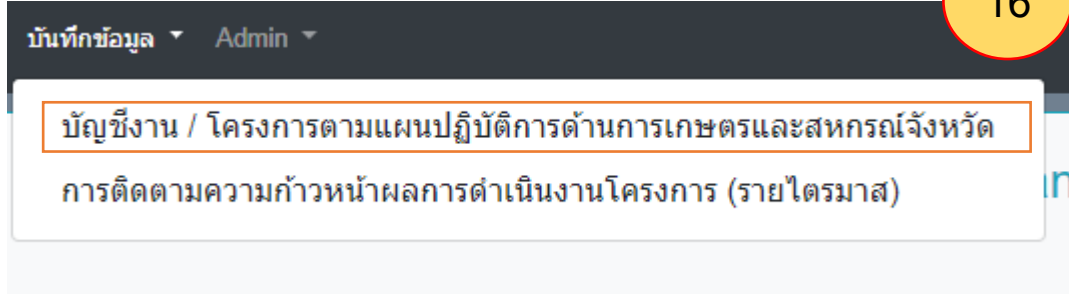 16
บันทึกข้อมูล Admin
บัญชีงาน / โครงการตามแผนปฏิบัติการด้านการเกษตรและสหกรณ์จังหวัด
การติดตามความก้าวหน้าผลการดำเนินงานโครงการ (รายไตรมาส)